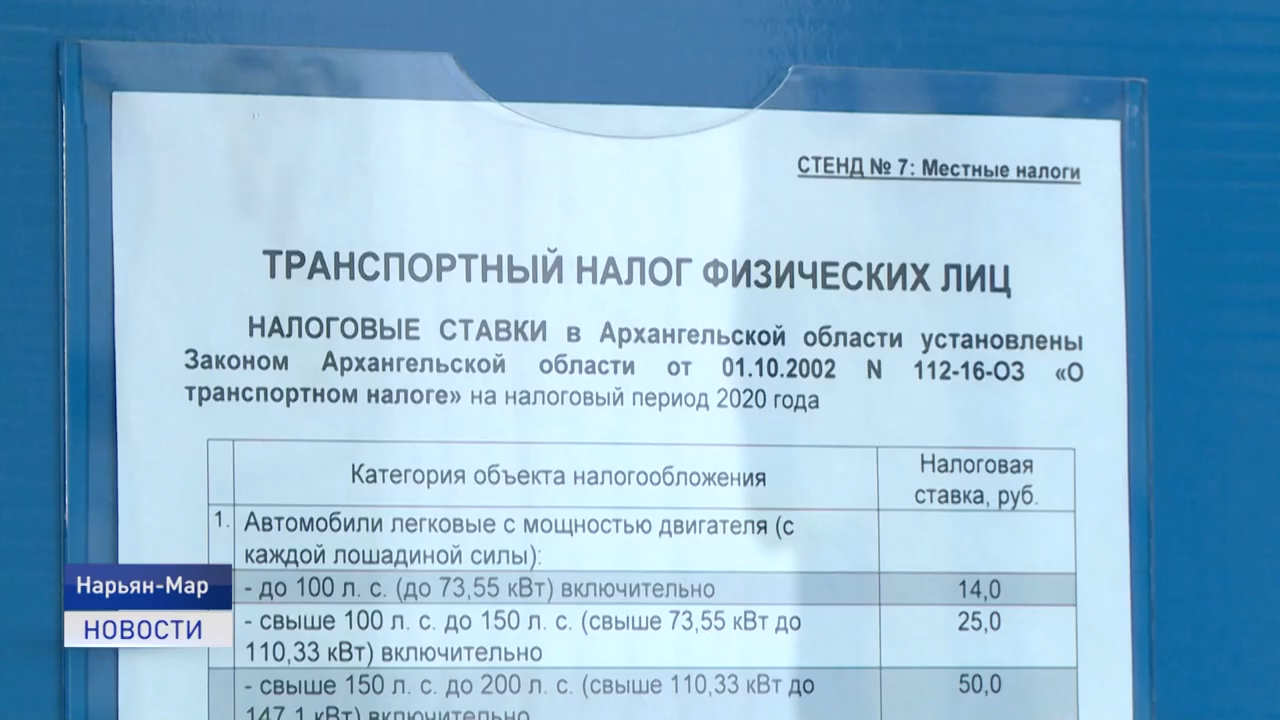 СТЕНД № 7: Местные налоги
ТРАНСПОРТНЫЙ НАЛОГ ФИЗИЧЕСКИХ ЛИЦ
НАЛОГОВЫЕ СТАВКИ в Архангельской области установлены
Законом Архангельской области от 01.10.2002 N 112-16-ОЗ «О
транспортном налоге» на налоговый период 2020 года
Категория объекта налогообложения
Налоговая
ставка, руб.
1. Автомобили легковые с мощностью двигателя (с
каждой лошадиной силы):
- до 100 л. с. (до 73,55 кВт) включительно 14,0
- свыше 100 л. с. до 150 л. с. (свыше 73,55 кВт до 25,0
110,33 кВт) включительно
- свыше 150 л. с. до 200 л. с. (свыше 110,33 кВт до 50,0
147,1 кВт) включительно
Нарьян-Мар
НОВОСТИ